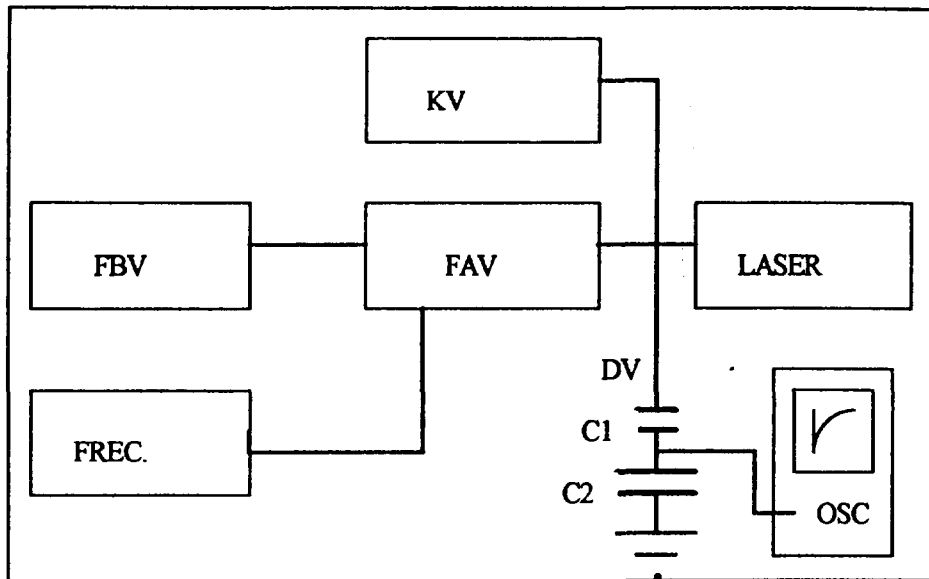 KV
FBV
FAV
LASER
DV
FREC.
C1
C2
OSC